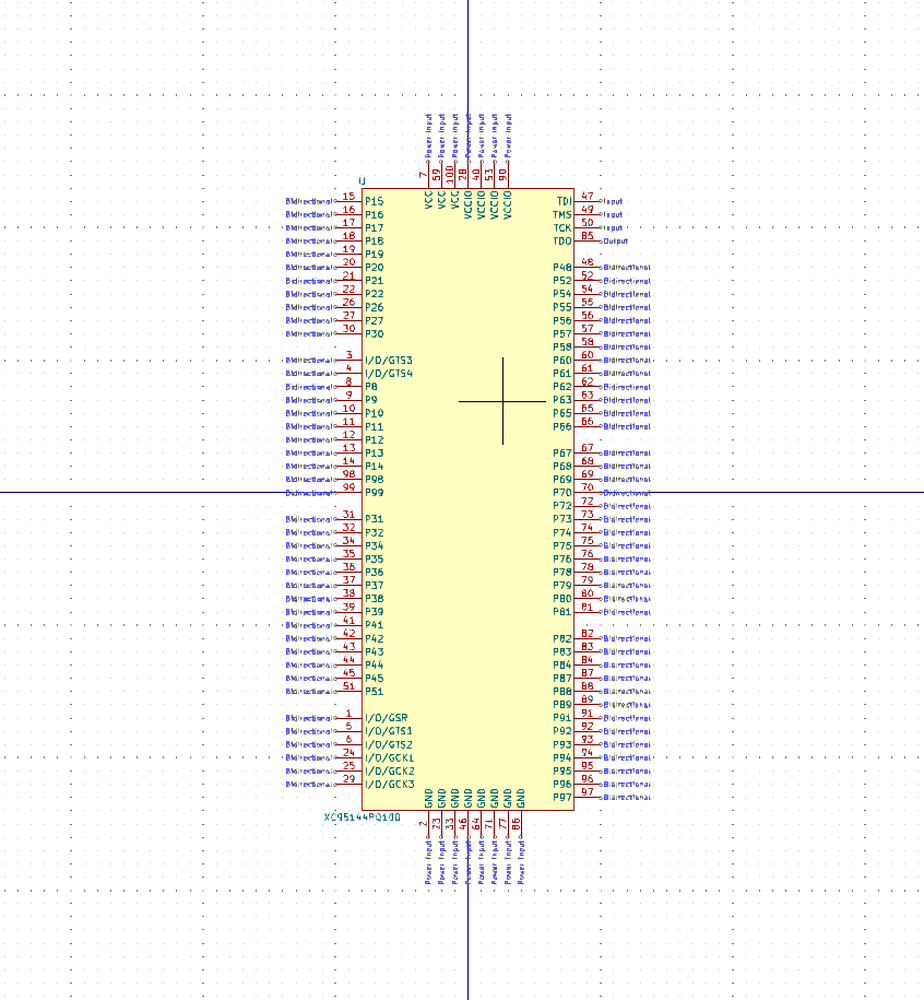 Power Input Power Input Power Input Power Input Power Input Power Input Power Input
7 59 100 28 40 53 90
U
VCC VCC VCC VCCIO VCCIO VCCIO VCCIO
Bidirectional 15 P15 TDI 47 Input
Bidirectional 16 P16 TMS 49 Input
Bidirectional 17 P17 TCK 50 Input
Bidirectional 18 P18 TDO 85 Output
Bidirectional 19 P19
Bidirectional 20 P20 P48 48 Bidirectional
Bidirectional 21 P21 P52 52 Bidirectional
Bidirectional 22 P22 P54 54 Bidirectional
Bidirectional 26 P26 P55 55 Bidirectional
Bidirectional 27 P27 P56 56 Bidirectional
Bidirectional 30 P30 P57 57 Bidirectional
P58 58 Bidirectional
Bidirectional 3 I/O/GTS3 P60 60 Bidirectional
Bidirectional 4 I/O/GTS4 P61 61 Bidirectional
Bidirectional 8 P8 P62 62 Bidirectional
Bidirectional 9 P9 P63 63 Bidirectional
Bidirectional 10 P10 P65 65 Bidirectional
Bidirectional 11 P11 P66 66 Bidirectional
Bidirectional 12 P12
Bidirectional 13 P13 P67 67 Bidirectional
Bidirectional 14 P14 P68 68 Bidirectional
Bidirectional 98 P98 P69 69 Bidirectional
Bidirectional 99 P99 P70 70 Bidirectional
P72 72 Bidirectional
Bidirectional 31 P31 P73 73 Bidirectional
Bidirectional 32 P32 P74 74 Bidirectional
Bidirectional 34 P34 P75 75 Bidirectional
Bidirectional 35 P35 P76 76 Bidirectional
Bidirectional 36 P36 P78 78 Bidirectional
Bidirectional 37 P37 P79 79 Bidirectional
Bidirectional 38 P38 P80 80 Bidirectional
Bidirectional 39 P39 P81 81 Bidirectional
Bidirectional 41 P41
Bidirectional 42 P42 P82 82 Bidirectional
Bidirectional 43 P43 P83 83 Bidirectional
Bidirectional 44 P44 P84 84 Bidirectional
Bidirectional 45 P45 P87 87 Bidirectional
Bidirectional 51 P51 P88 88 Bidirectional
P89 89 Bidirectional
Bidirectional 1 I/O/GSR P91 91 Bidirectional
Bidirectional 5 I/O/GTS1 P92 92 Bidirectional
Bidirectional 6 I/O/GTS2 P93 93 Bidirectional
Bidirectional 24 I/O/GCK1 P94 94 Bidirectional
Bidirectional 25 I/O/GCK2 P95 95 Bidirectional
Bidirectional 29 I/O/GCK3 P96 96 Bidirectional
P97 97 Bidirectional
GND GND GND GND GND GND GND GND
XC95144PQ100
2 23 33 46 64 71 77 86
Power Input Power Input Power Input Power Input Power Input Power Input Power Input Power Input